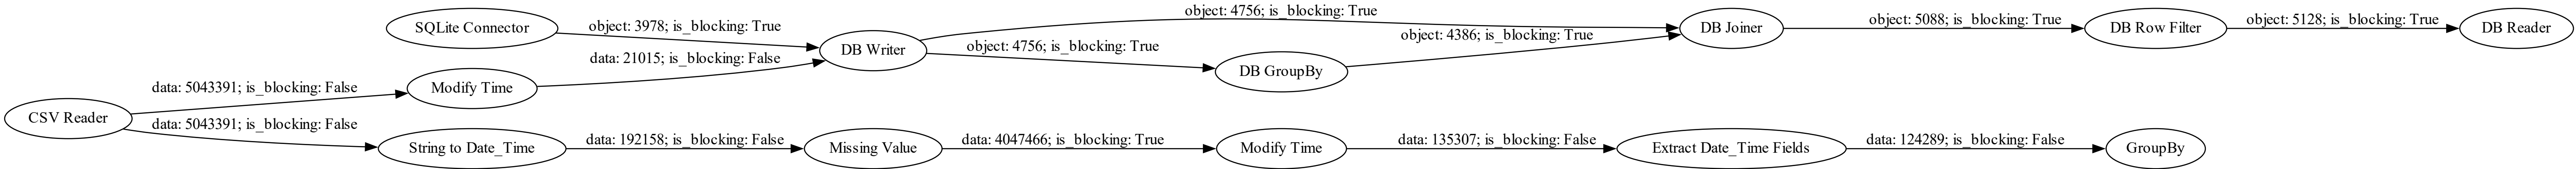 object: 4756; is_blocking: True
SQLite Connector
object: 3978; is_blocking: True
DB Writer
object: 4756; is_blocking: True
object: 4386; is_blocking: True
DB Joiner
object: 5088; is_blocking: True
DB Row Filter
object: 5128; is_blocking: True
DB Reader
data: 21015; is_blocking: False
DB GroupBy
data: 5043391; is_blocking: False
Modify Time
CSV Reader
data: 5043391; is_blocking: False
String to Date_Time
data: 192158; is_blocking: False
Missing Value
data: 4047466; is_blocking: True
Modify Time
data: 135307; is_blocking: False
Extract Date_Time Fields
data: 124289; is_blocking: False
GroupBy